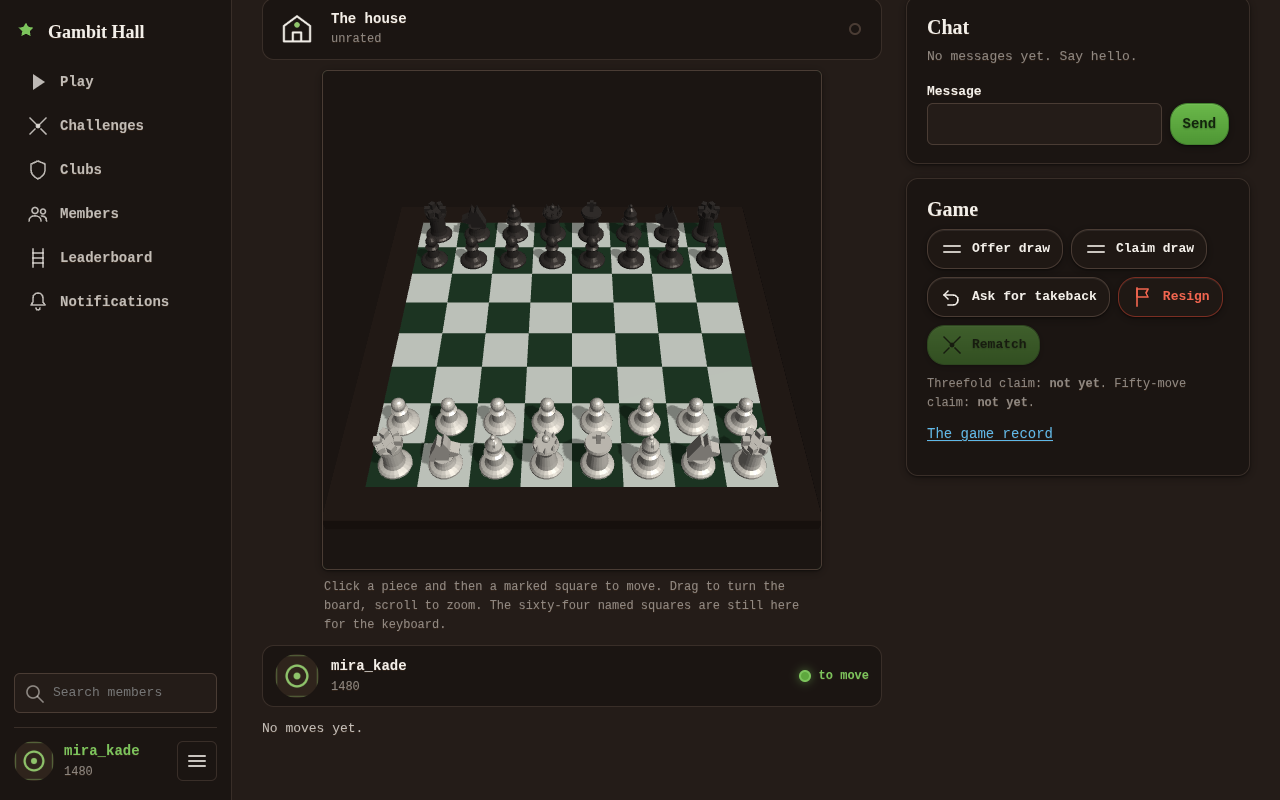 Gambit Hall
Play
Challenges
Clubs
Members
Leaderboard
Notifications
Search members
mira_kade
1480
The house
unrated
Click a piece and then a marked square to move. Drag to turn the
board, scroll to zoom. The sixty-four named squares are still here
for the keyboard.
mira_kade
1480
to move
No moves yet.
Chat
No messages yet. Say hello.
Message
Send
Game
Offer draw
Claim draw
Ask for takeback
Resign
Rematch
Threefold claim: not yet. Fifty-move
claim: not yet.
The game record